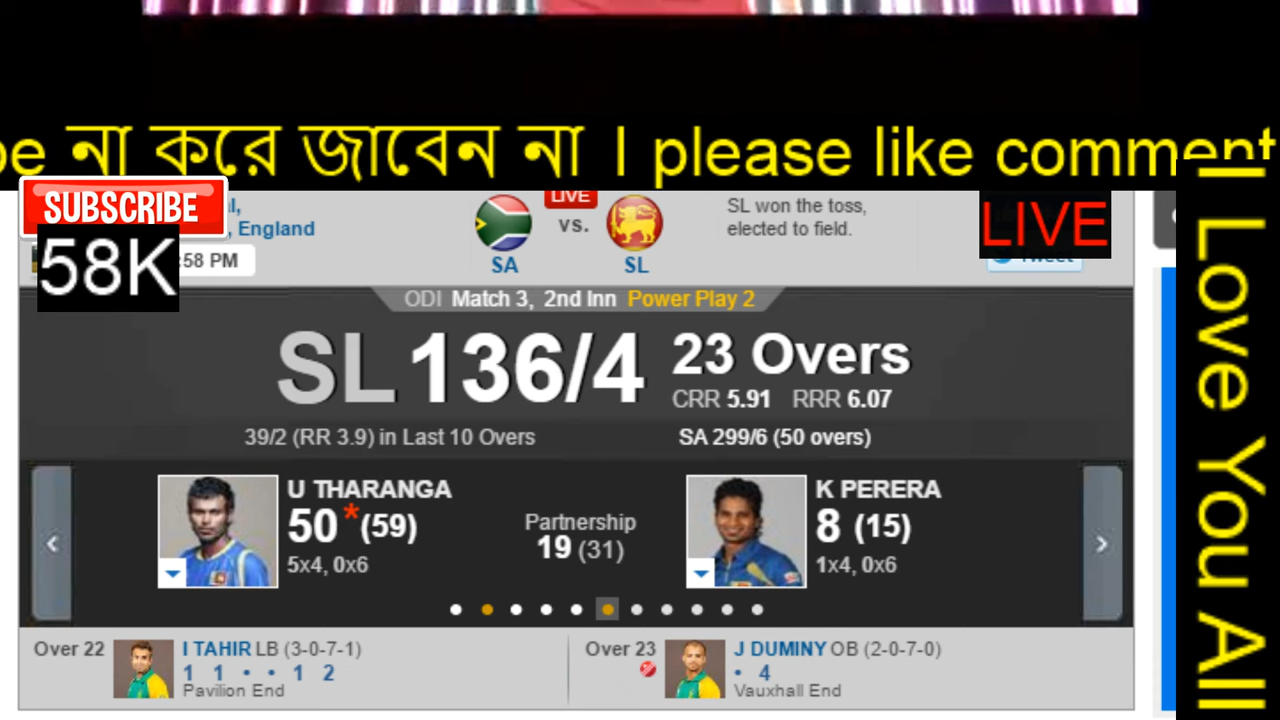 না করে জাবেন না I please like comment
SUBSCRIBE
58K
, England
:58 PM
LIVE
vs.
SA
SL
SL won the toss,
elected to field.
LIVE
Tweet
ODI Match 3, 2nd Inn Power Play 2
SL 136/4
23 Overs
CRR 5.91 RRR 6.07
39/2 (RR 3.9) in Last 10 Overs
SA 299/6 (50 overs)
U THARANGA
50*(59)
5x4, 0x6
Partnership
19 (31)
K PERERA
8 (15)
1x4, 0x6
Over 22
I TAHIR LB (3-0-7-1)
1 1 • • 1 2
Pavilion End
Over 23
J DUMINY OB (2-0-7-0)
• 4
Vauxhall End
I Love You All